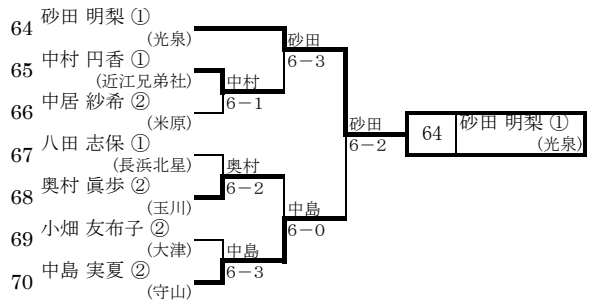 64 砂田 明梨 ①
(光泉)
65 中村 円香 ①
(近江兄弟社)
66 中居 紗希 ②
(米原)
67 八田 志保 ①
(長浜北星)
68 奥村 眞歩 ②
(玉川)
69 小畑 友布子 ②
(大津)
70 中島 実夏 ②
(守山)
中村
6－1
奥村
6－2
中島
6－3
砂田
6－3
中島
6－0
砂田
6－2
64 砂田 明梨 ①
(光泉)